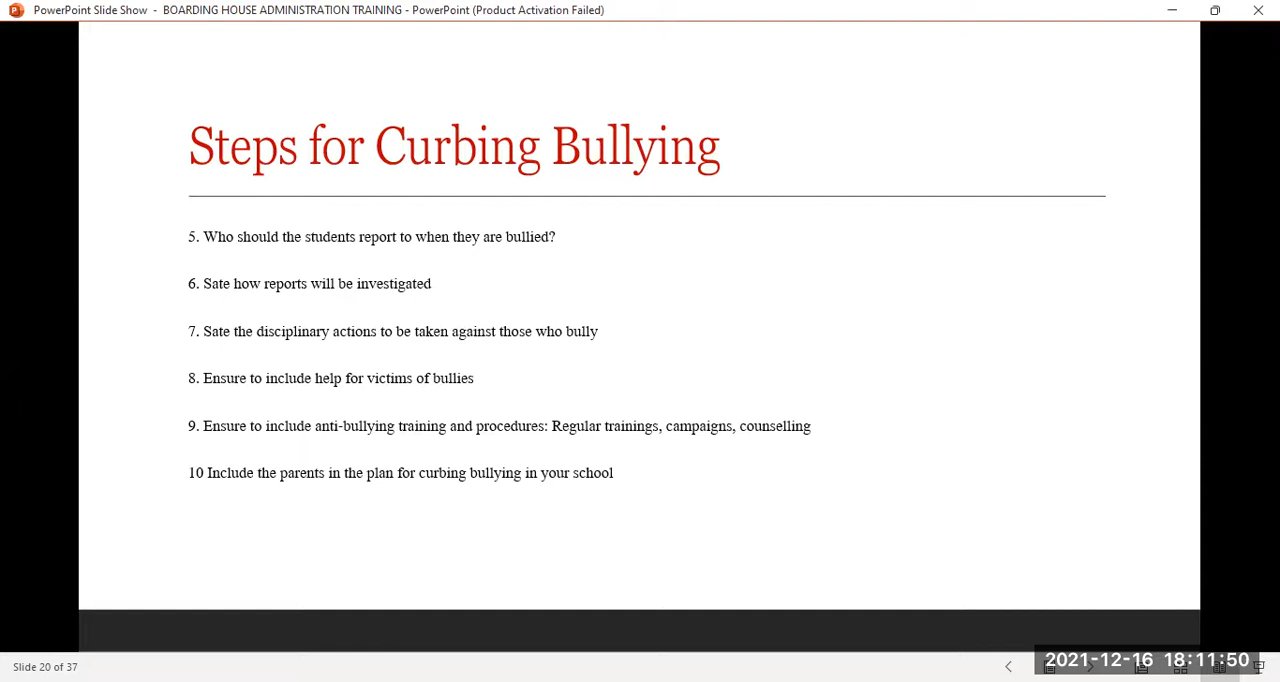 PowerPoint Slide Show - BOARDING HOUSE ADMINISTRATION TRAINING - PowerPoint (Product Activation Failed)
Steps for Curbing Bullying
5. Who should the students report to when they are bullied?
6. Sate how reports will be investigated
7. Sate the disciplinary actions to be taken against those who bully
8. Ensure to include help for victims of bullies
9. Ensure to include anti-bullying training and procedures: Regular trainings, campaigns, counselling
10 Include the parents in the plan for curbing bullying in your school
Slide 20 of 37
2021-12-16 18:11:50